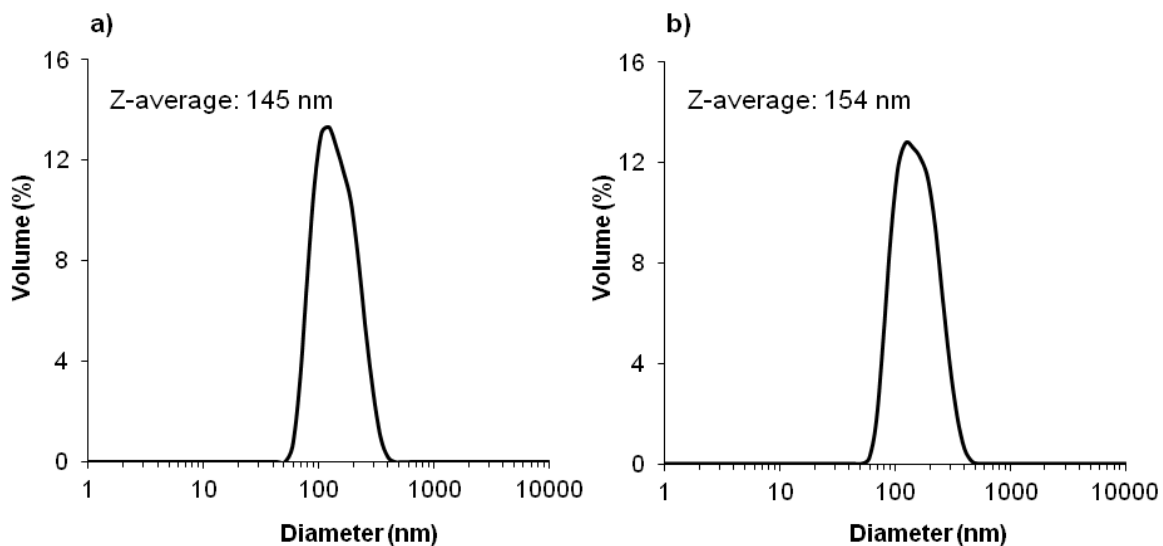 a)
16
Z-average: 145 nm
12
8
4
0
Volume (%)
1 10 100 1000 10000
Diameter (nm)
b)
16
Z-average: 154 nm
12
8
4
0
Volume (%)
1 10 100 1000 10000
Diameter (nm)